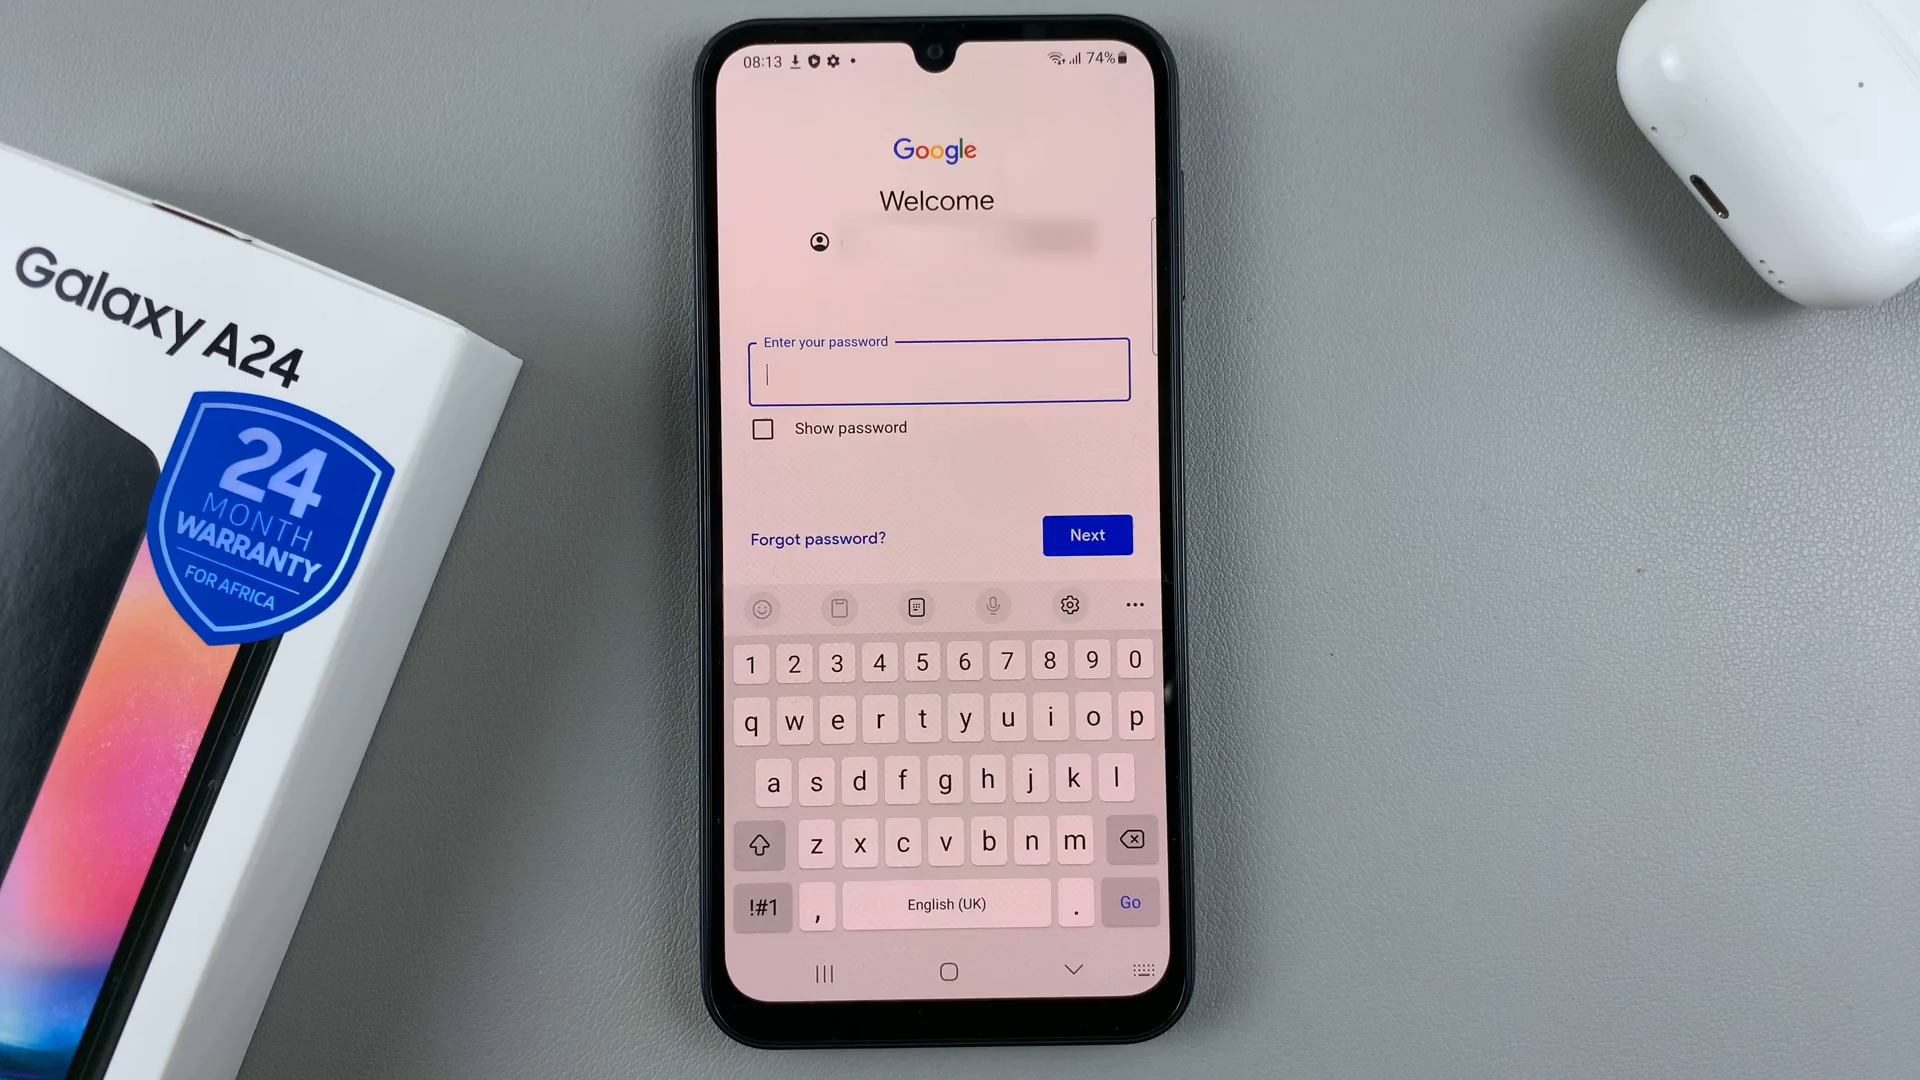 Galaxy A24
24
MONTH
WARRANTY
FOR AFRICA
08:13
74%
Google
Welcome
Enter your password
Show password
Forgot password?
Next
1 2 3 4 5 6 7 8 9 0
q w e r t y u i o p
a s d f g h j k l
z x c v b n m
!#1 , English (UK) . Go